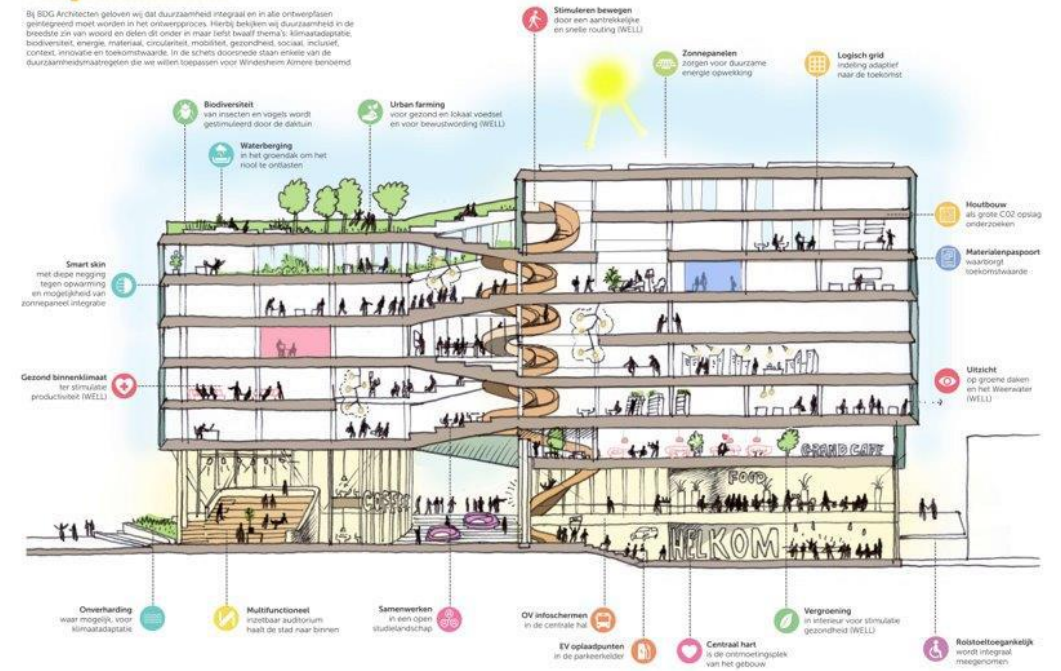 Bij BDG Architecten geloven wij dat duurzaamheid integraal en in alle ontwerpfasen
geïntegreerd moet worden in het ontwerpproces. Hierbij bekijken wij duurzaamheid in de
breedste zin van woord en delen dit onder in maar liefst twaalf thema's: klimaatadaptatie,
biodiversiteit, energie, materiaal, circulariteit, mobiliteit, gezondheid, sociaal, inclusief,
context, innovatie en toekomstwaarde. In de schets doorsnede staan enkele van de
duurzaamheidsmaatregelen die we willen toepassen voor Windesheim Almere benoemd
Stimuleren bewegen
door een aantrekkelijke
en snelle routing (WELL)
Zonnepanelen
zorgen voor duurzame
energie opwekking
Logisch grid
indeling adaptief
naar de toekomst
Biodiversiteit
van insecten en vogels wordt
gestimuleerd door de daktuin
Urban farming
voor gezond en lokaal voedsel
en voor bewustwording (WELL)
Waterberging
in het groendak om het
riool te ontlasten
Houtbouw
als grote CO2 opslag
onderzoeken
Smart skin
met diepe negging
tegen opwarming
en mogelijkheid van
zonnepaneel integratie
Materialenpaspoort
waarborgt
toekomstwaarde
Gezond binnenklimaat
ter stimulatie
productiviteit (WELL)
Uitzicht
op groene daken
en het Weerwater
(WELL)
GRAND CAFE
FOOD
COFFEE
WELKOM
Onverharding
waar mogelijk, voor
klimaatadaptatie
Multifunctioneel
inzetbaar auditorium
haalt de stad naar binnen
Samenwerken
in een open
studielandschap
OV infoschermen
in de centrale hal
EV oplaadpunten
in de parkeerkelder
Centraal hart
is de ontmoetingsplek
van het gebouw
Vergroening
in interieur voor stimulatie
gezondheid (WELL)
Rolstoeltoegankelijk
wordt integraal
meegenomen